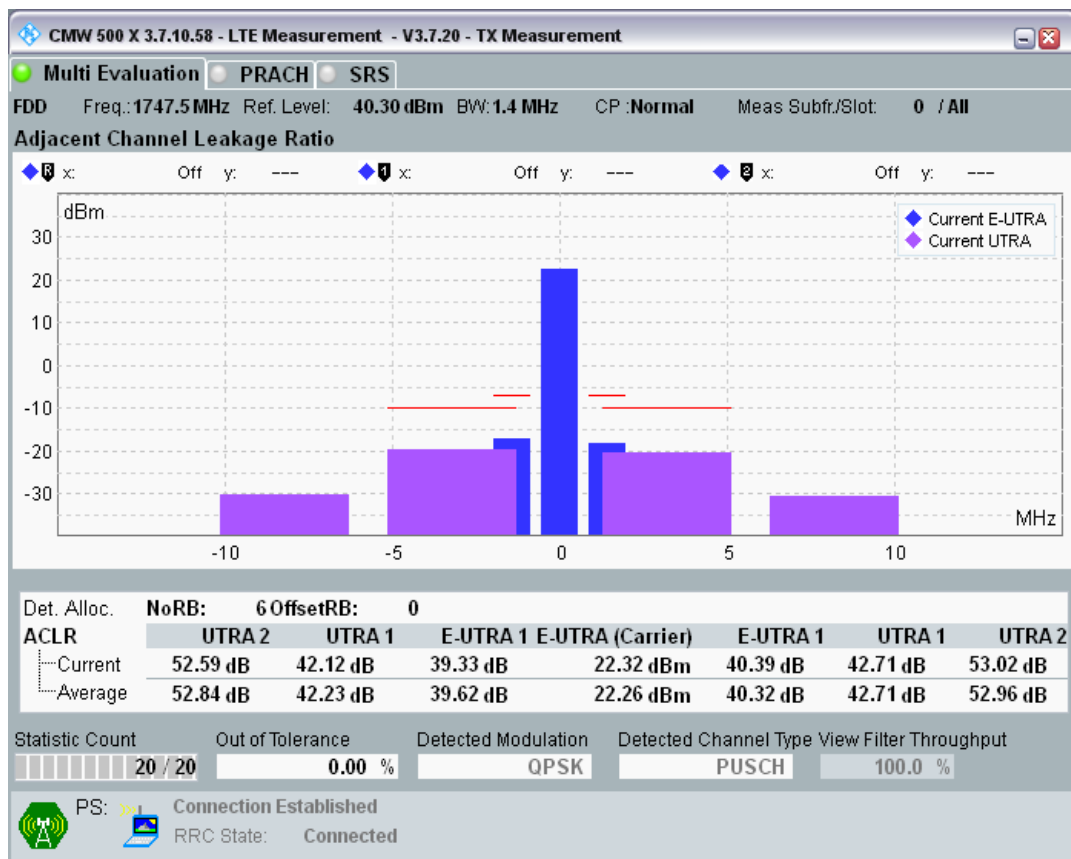 CMW 500 X 3.7.10.58 - LTE Measurement - V3.7.20 - TX Measurement
Multi Evaluation PRACH SRS
FDD Freq.:1747.5 MHz Ref. Level: 40.30 dBm BW:1.4 MHz CP :Normal Meas Subfr./Slot: 0 / All
Adjacent Channel Leakage Ratio
R x: Off y: --- 1 x: Off y: --- 2 x: Off y: ---
dBm
Current E-UTRA
Current UTRA
30
20
10
0
-10
-20
-30
MHz
-10 -5 0 5 10
Det. Alloc. NoRB: 6 OffsetRB: 0
ACLR UTRA 2 UTRA 1 E-UTRA 1 E-UTRA (Carrier) E-UTRA 1 UTRA 1 UTRA 2
Current 52.59 dB 42.12 dB 39.33 dB 22.32 dBm 40.39 dB 42.71 dB 53.02 dB
Average 52.84 dB 42.23 dB 39.62 dB 22.26 dBm 40.32 dB 42.71 dB 52.96 dB
Statistic Count Out of Tolerance Detected Modulation Detected Channel Type View Filter Throughput
20 / 20 0.00 % QPSK PUSCH 100.0 %
PS: Connection Established
RRC State: Connected